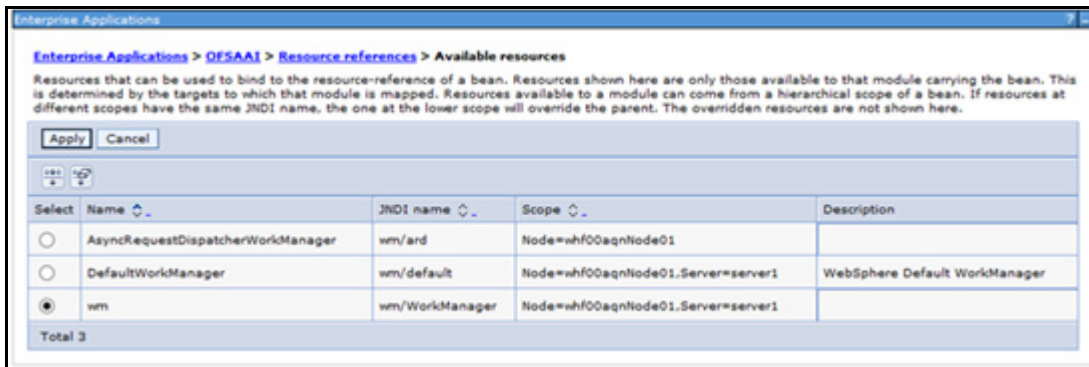 Enterprise Applications ? -
Enterprise Applications > OFSAAI > Resource references > Available resources
Resources that can be used to bind to the resource-reference of a bean. Resources shown here are only those available to that module carrying the bean. This
is determined by the targets to which that module is mapped. Resources available to a module can come from a hierarchical scope of a bean. If resources at
different scopes have the same JNDI name, the one at the lower scope will override the parent. The overridden resources are not shown here.
Apply Cancel
Select Name JNDI name Scope Description
AsyncRequestDispatcherWorkManager wm/ard Node=whf00aqnNode01
DefaultWorkManager wm/default Node=whf00aqnNode01,Server=server1 WebSphere Default WorkManager
wm wm/WorkManager Node=whf00aqnNode01,Server=server1
Total 3